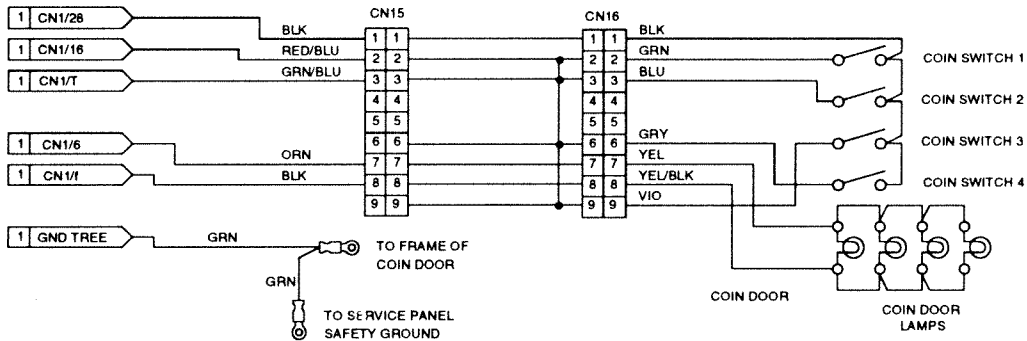 1 CN1/28
1 CN1/16
1 CN1/T
1 CN1/6
1 CN1/f
1 GND TREE
BLK
RED/BLU
GRN/BLU
ORN
BLK
GRN
GRN
CN15
1 1
2 2
3 3
4 4
5 5
6 6
7 7
8 8
9 9
CN16
1 1
2 2
3 3
4 4
5 5
6 6
7 7
8 8
9 9
BLK
GRN
BLU
GRY
YEL
YEL/BLK
VIO
COIN SWITCH 1
COIN SWITCH 2
COIN SWITCH 3
COIN SWITCH 4
TO FRAME OF
COIN DOOR
TO SERVICE PANEL
SAFETY GROUND
COIN DOOR
COIN DOOR
LAMPS